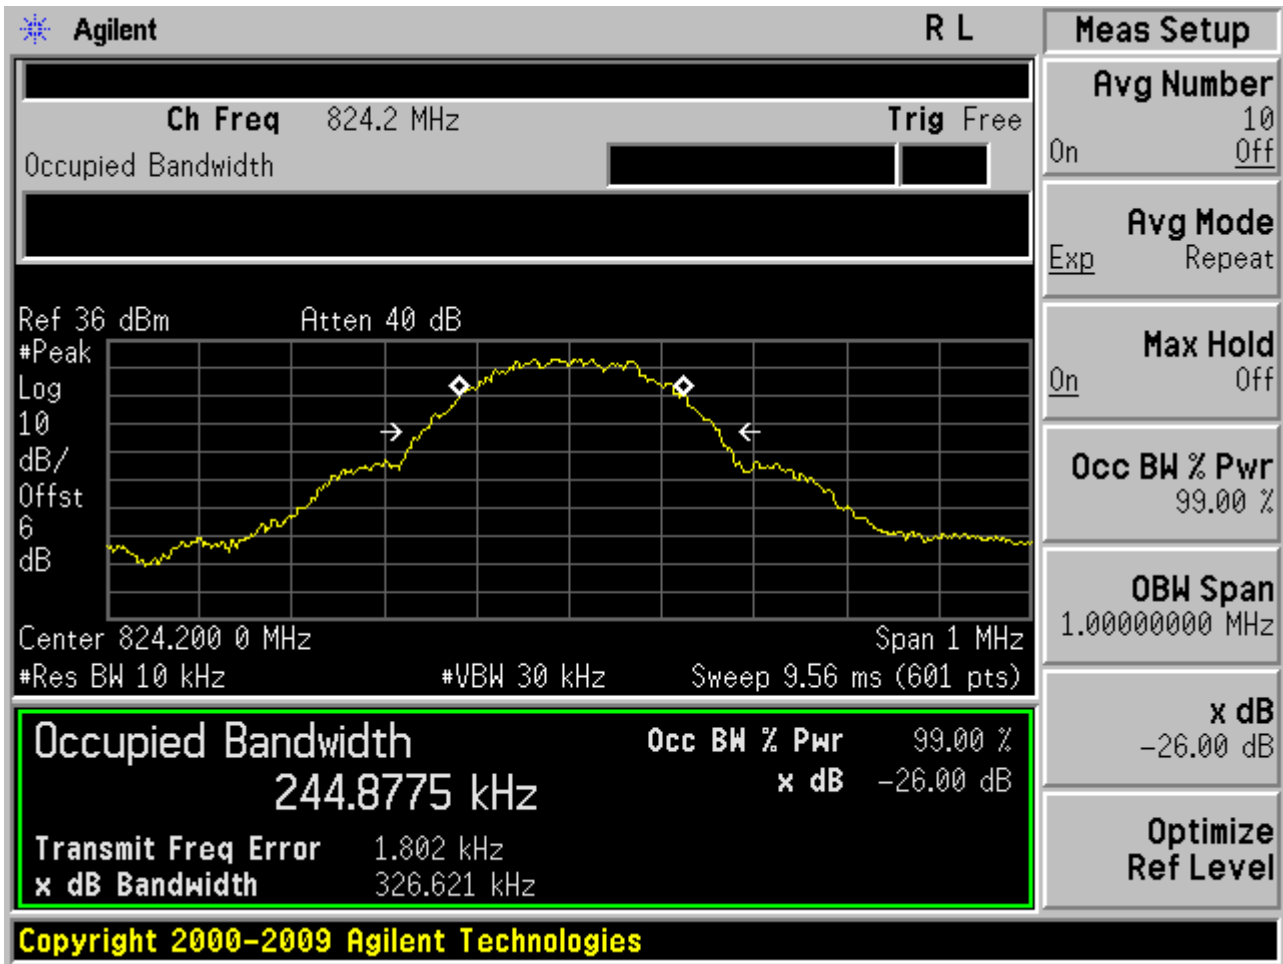 Agilent
R L
Meas Setup
Ch Freq 824.2 MHz
Trig Free
Occupied Bandwidth
Avg Number
10
On Off
Avg Mode
Exp Repeat
Max Hold
On Off
Occ BW % Pwr
99.00 %
OBW Span
1.00000000 MHz
x dB
-26.00 dB
Optimize
Ref Level
Ref 36 dBm
Atten 40 dB
#Peak
Log
10
dB/
Offst
6
dB
Center 824.200 0 MHz
Span 1 MHz
#Res BW 10 kHz
#VBW 30 kHz
Sweep 9.56 ms (601 pts)
Occupied Bandwidth
244.8775 kHz
Occ BW % Pwr 99.00 %
x dB -26.00 dB
Transmit Freq Error 1.802 kHz
x dB Bandwidth 326.621 kHz
Copyright 2000-2009 Agilent Technologies